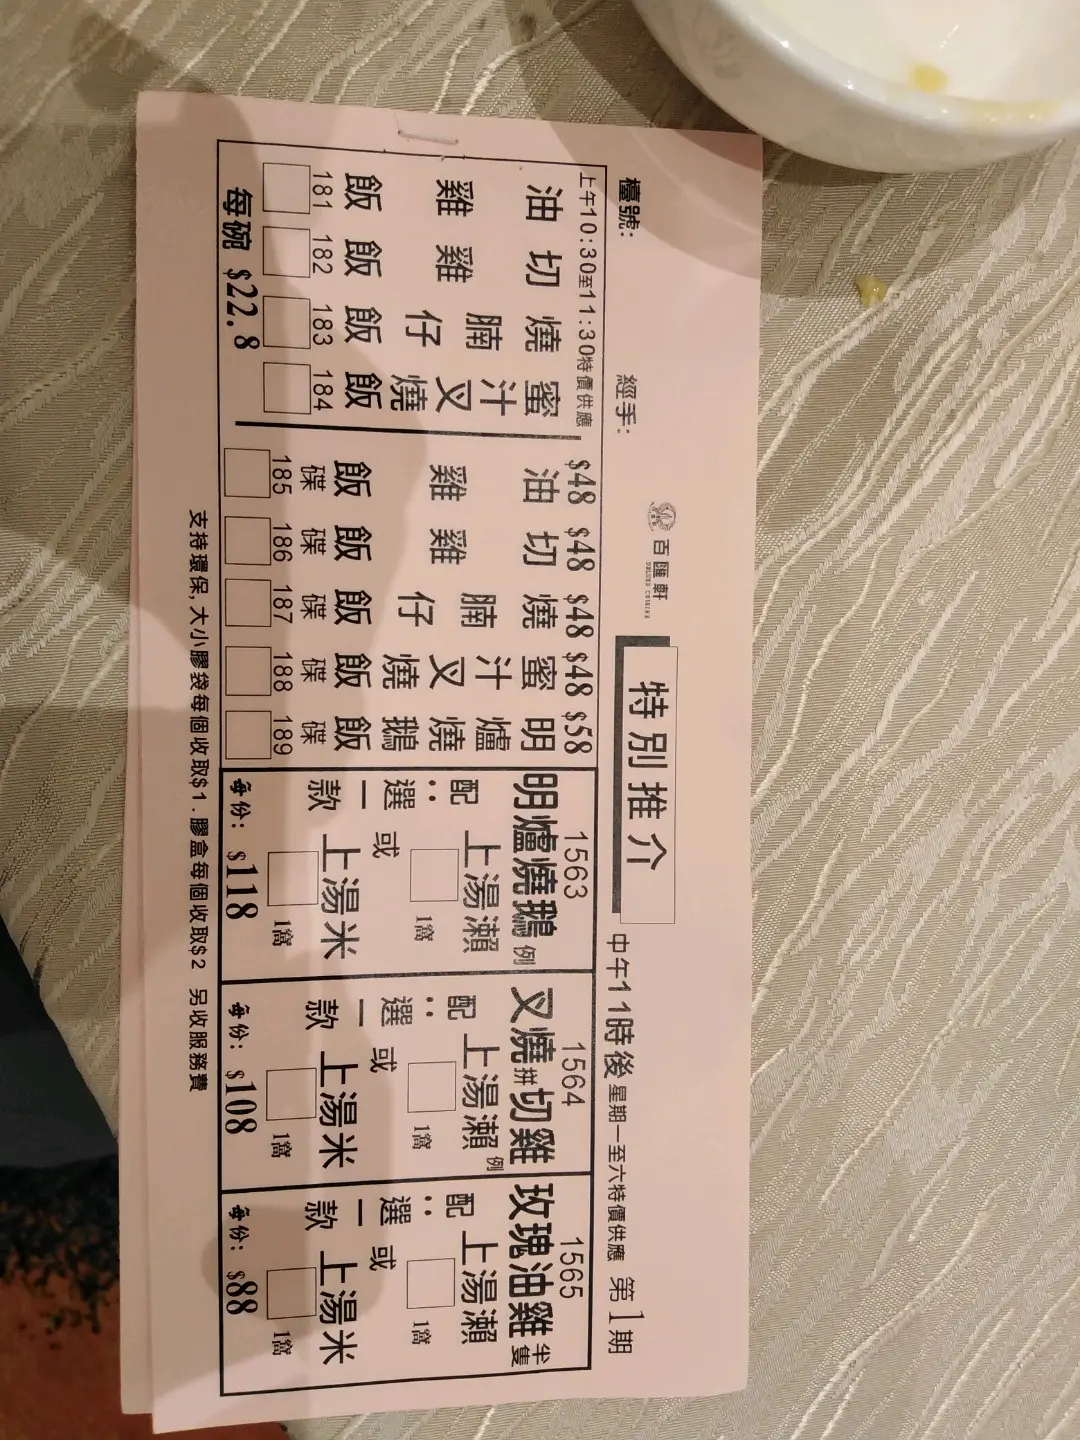 檯號:
經手:
百匯軒
DELUXE CUISINE
特別推介
中午11時後星期一至六特價供應 第1期
上午10:30至11:30特價供應
油雞飯
181
切雞飯
182
燒腩仔飯
183
蜜汁叉燒飯
184
每碗 $22.8
$48
油雞飯
碟
185
$48
切雞飯
碟
186
$48
燒腩仔飯
碟
187
$48
蜜汁叉燒飯
碟
188
$58
明爐燒鵝飯
碟
189
1563
明爐燒鵝例
配:選一款
上湯瀨
1窩
或
上湯米
1窩
每份: $118
1564
叉燒拼切雞例
配:選一款
上湯瀨
1窩
或
上湯米
1窩
每份: $108
1565
玫瑰油雞半隻
配:選一款
上湯瀨
1窩
或
上湯米
1窩
每份: $88
支持環保,大小膠袋每個收取$1.膠盒每個收取$2 另收服務費